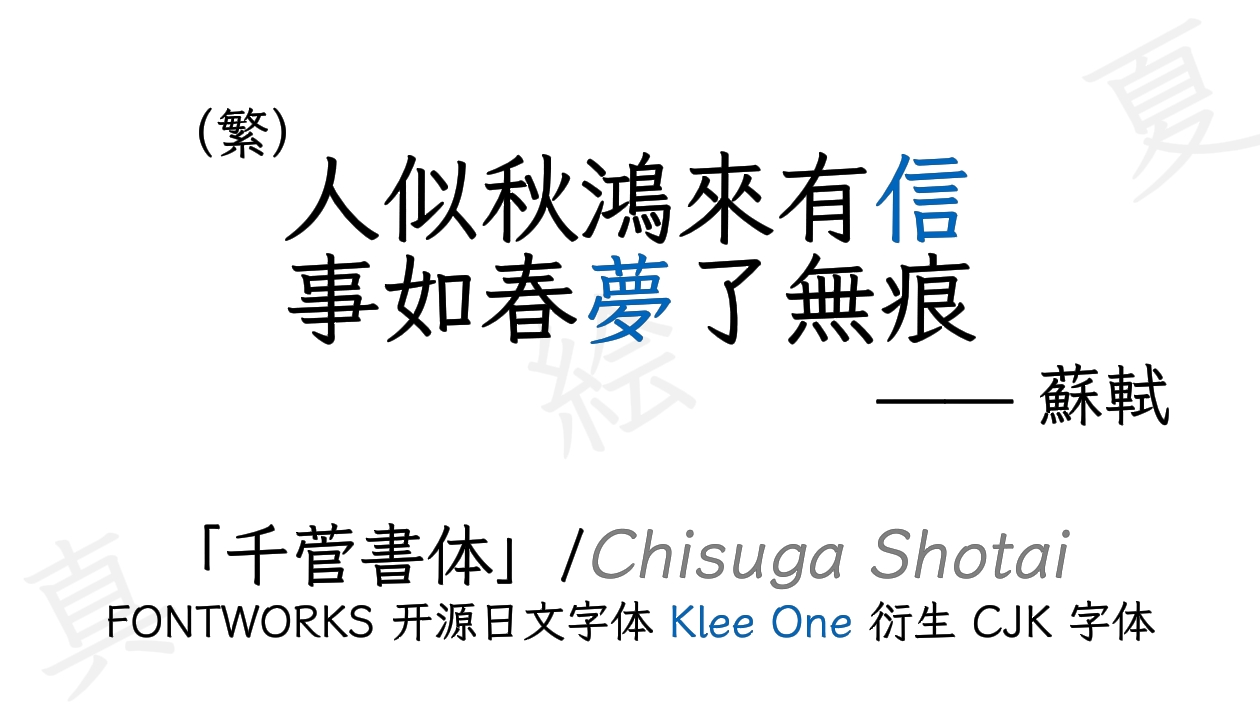 夏
（繁）
人似秋鴻來有信
事如春夢了無痕
絵
—— 蘇軾
「千菅書体」/Chisuga Shotai
真
FONTWORKS 开源日文字体 Klee One 衍生 CJK 字体